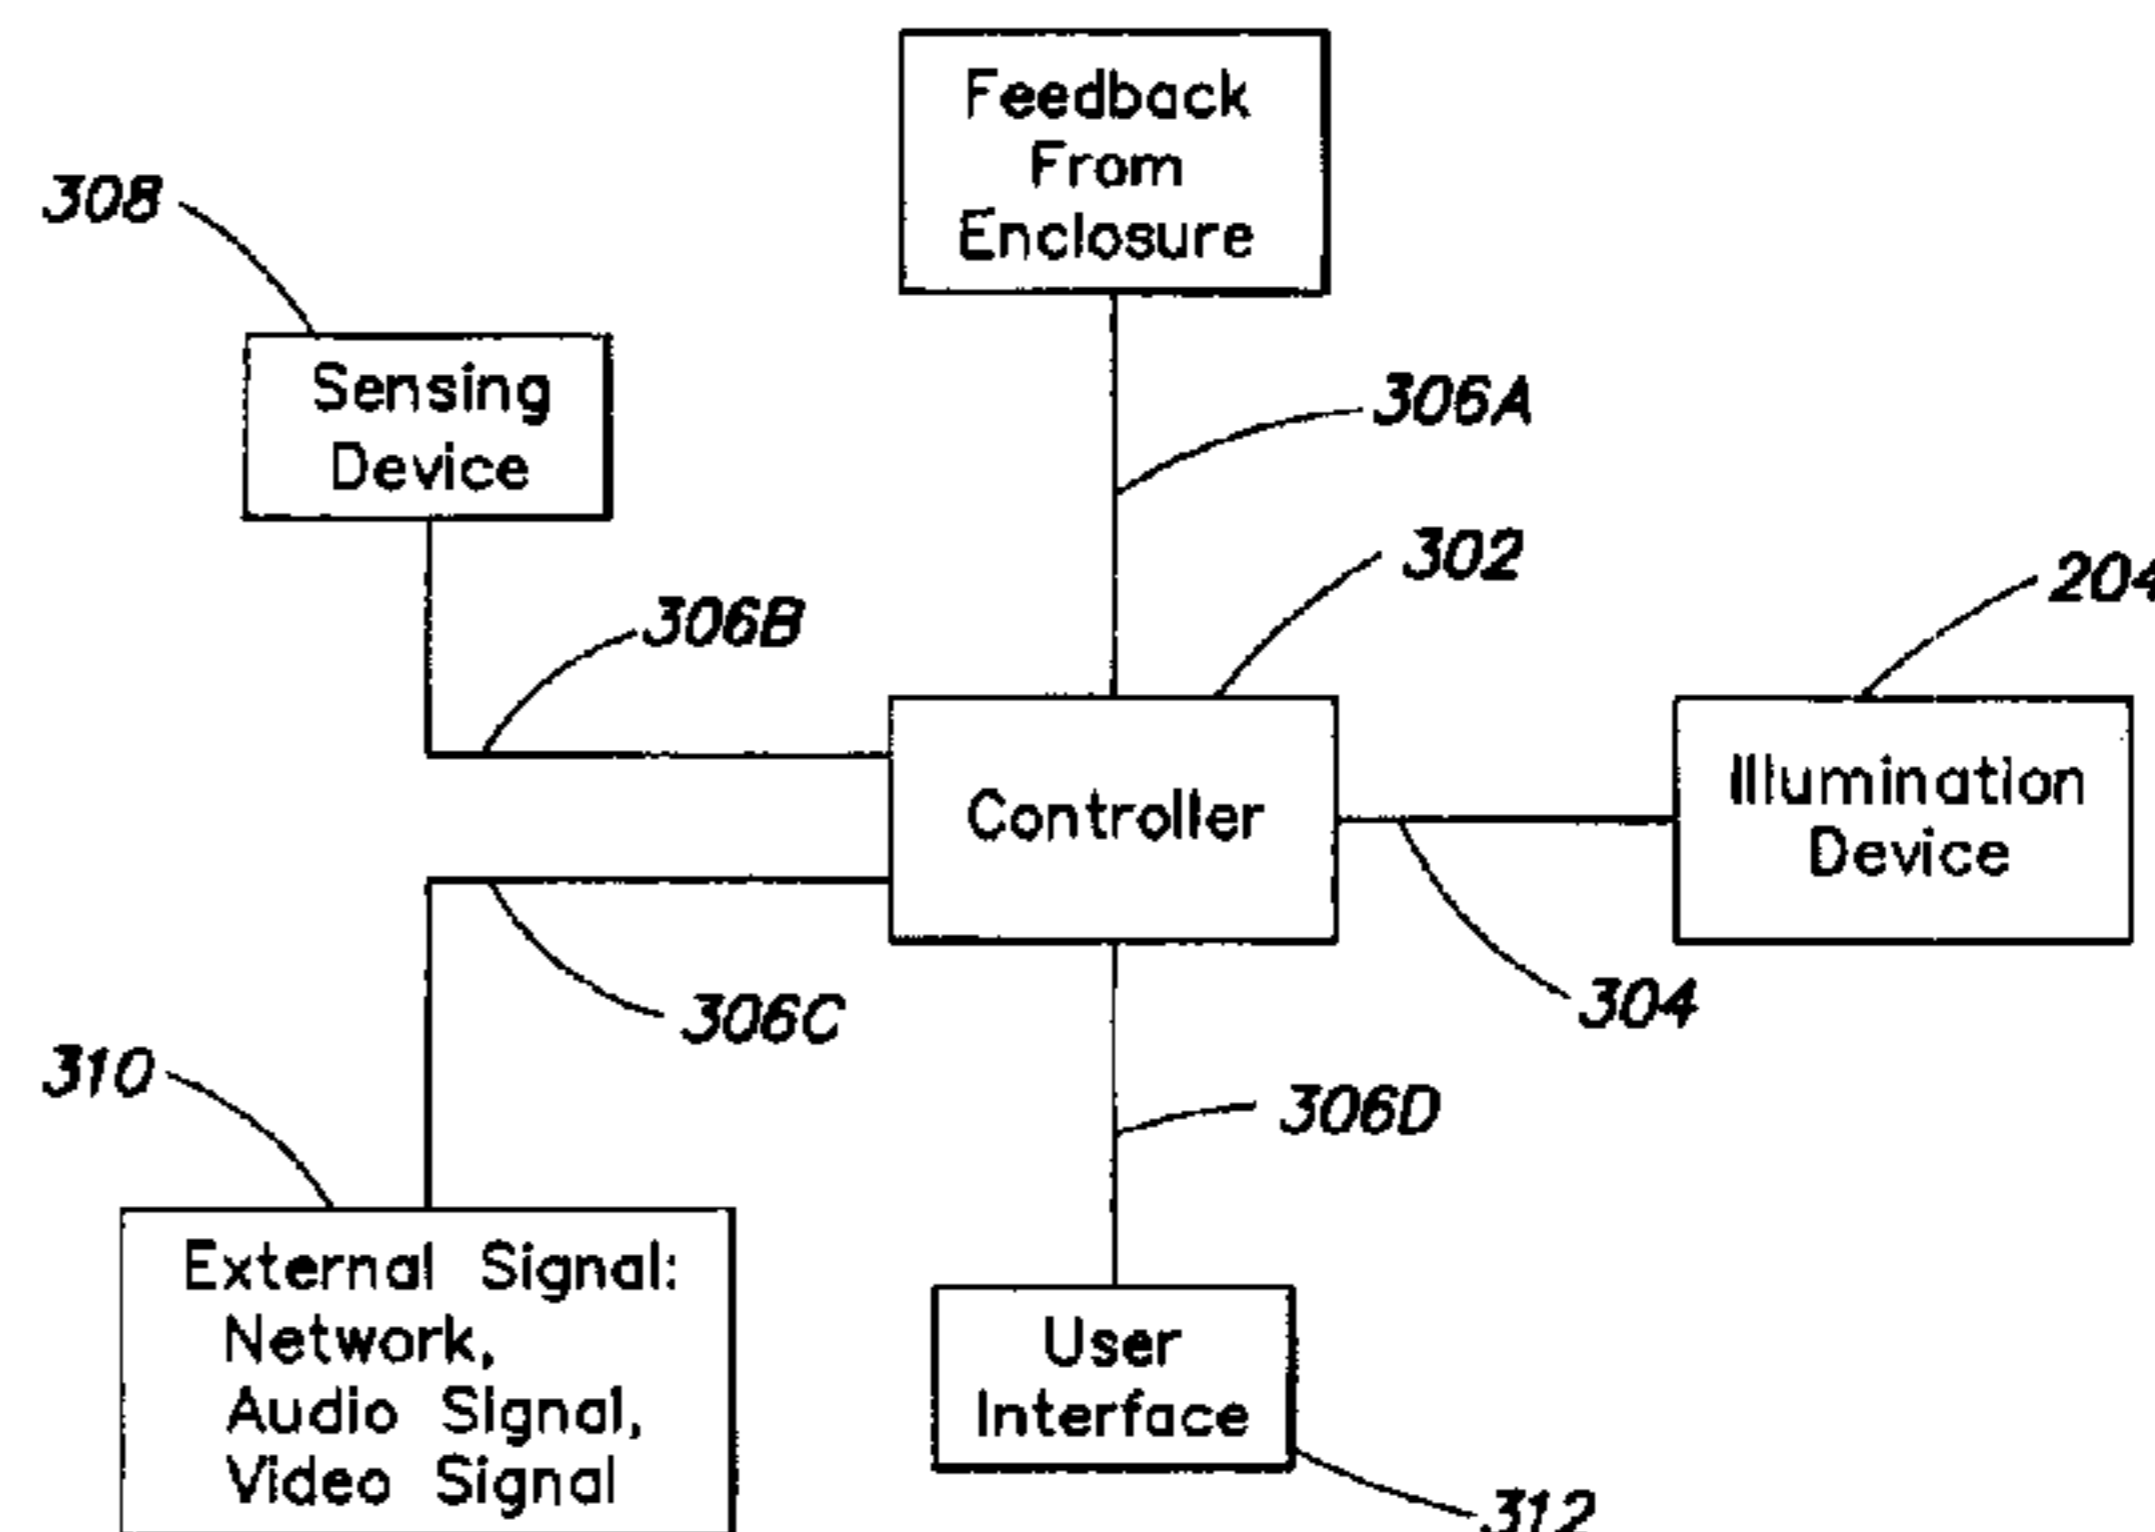 Feedback
From
Enclosure
308
Sensing
Device
306A
302
204
306B
Controller
Illumination
Device
304
306C
310
306D
External Signal:
Network,
Audio Signal,
Video Signal
User
Interface
312